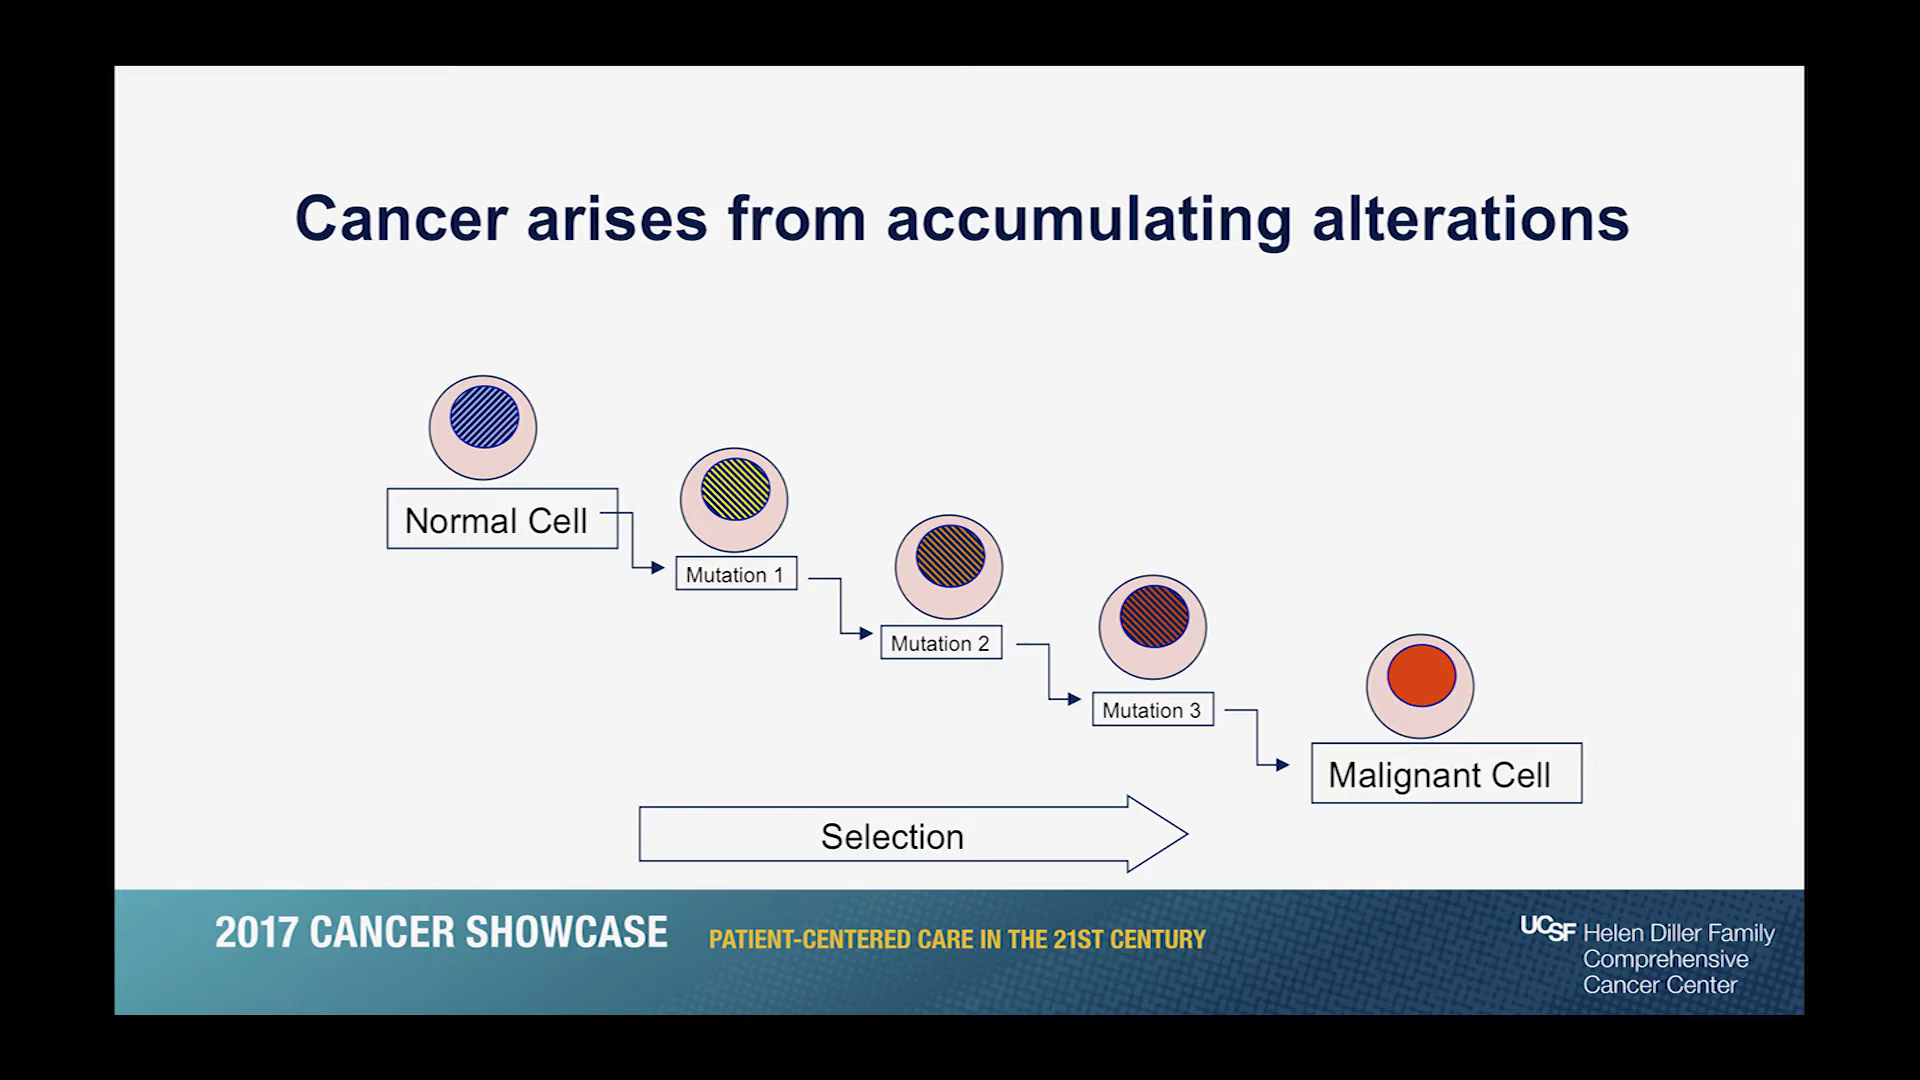 Cancer arises from accumulating alterations
Normal Cell
Mutation 1
Mutation 2
Mutation 3
Malignant Cell
Selection
2017 CANCER SHOWCASE
PATIENT-CENTERED CARE IN THE 21ST CENTURY
UCSF Helen Diller Family
Comprehensive
Cancer Center